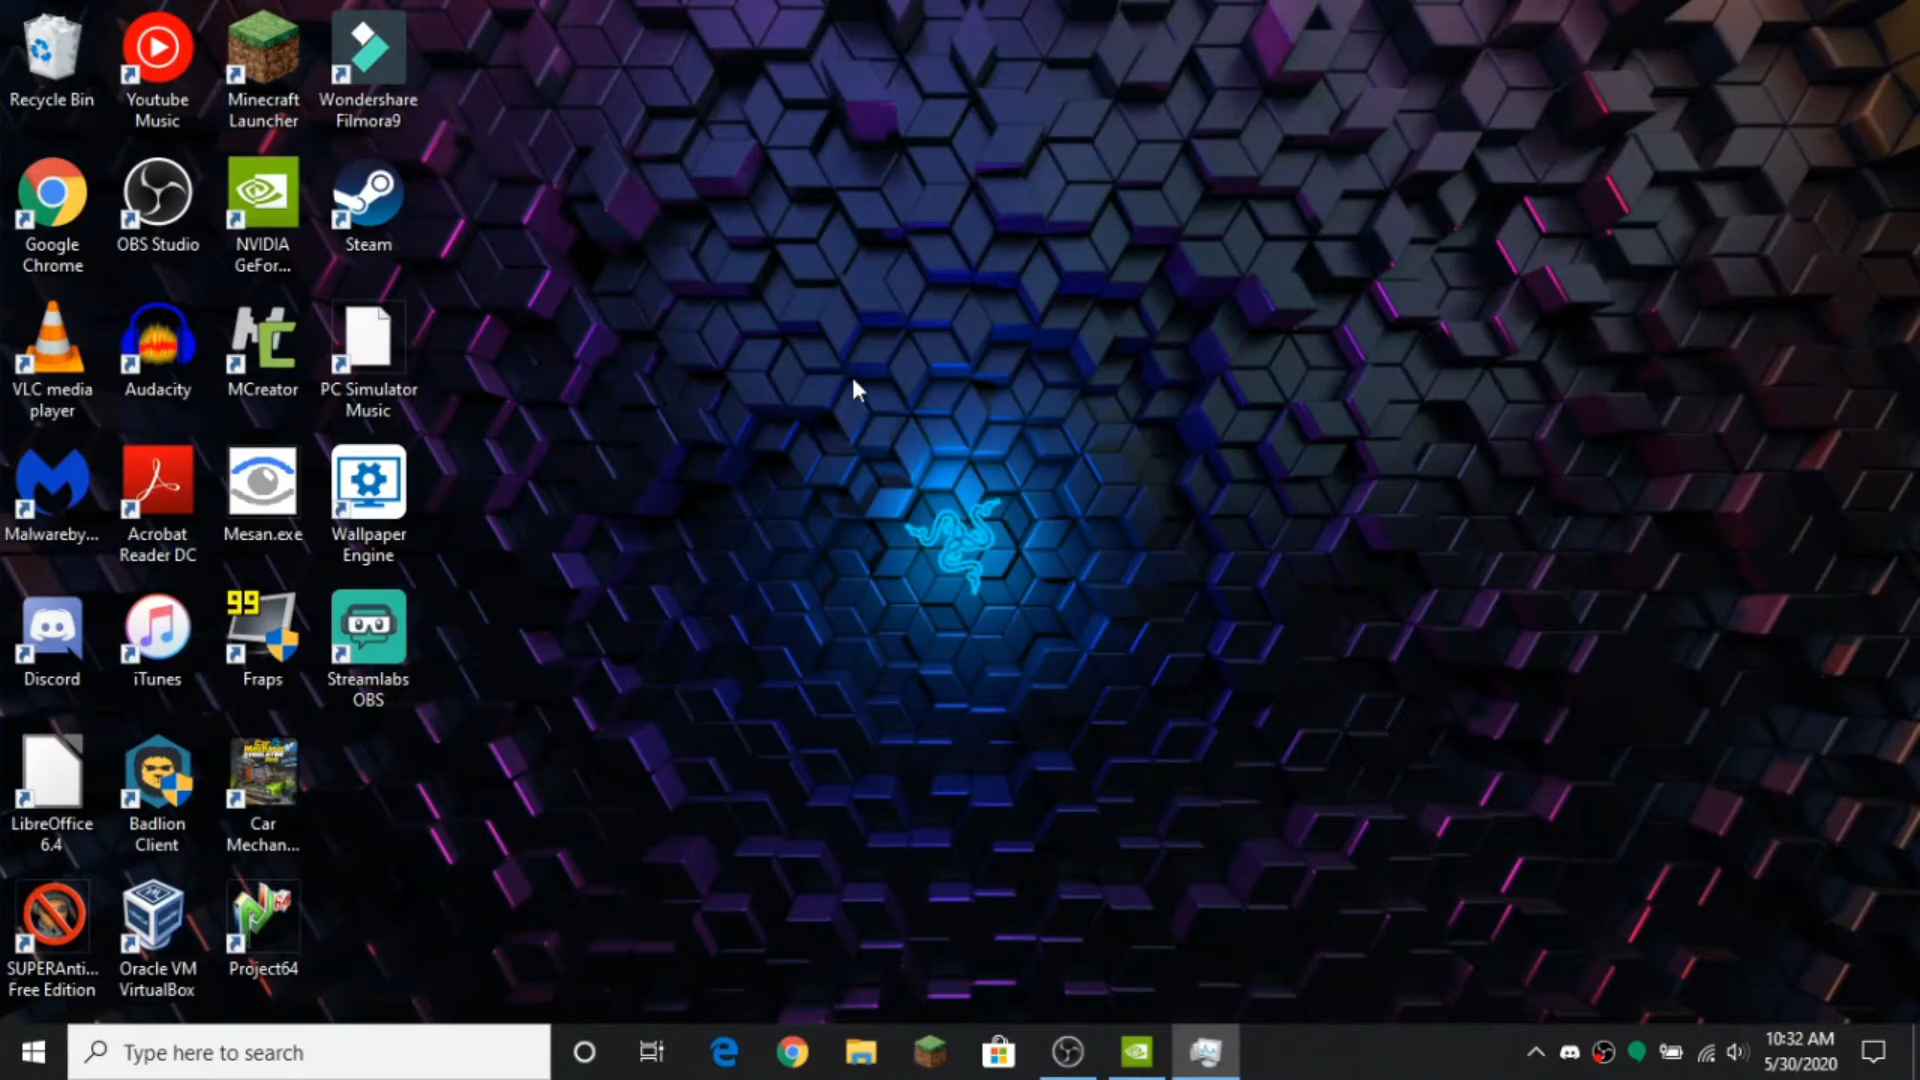 Recycle Bin
Youtube
Music
Minecraft
Launcher
Wondershare
Filmora9
Google
Chrome
OBS Studio
NVIDIA
GeFor...
Steam
VLC media
player
Audacity
MCreator
PC Simulator
Music
Malwareby...
Acrobat
Reader DC
Mesan.exe
Wallpaper
Engine
99
Discord
iTunes
Fraps
Streamlabs
OBS
LibreOffice
6.4
Badlion
Client
Car
Mechan...
64
SUPERAnti...
Free Edition
Oracle VM
VirtualBox
Project64
Type here to search
10:32 AM
5/30/2020